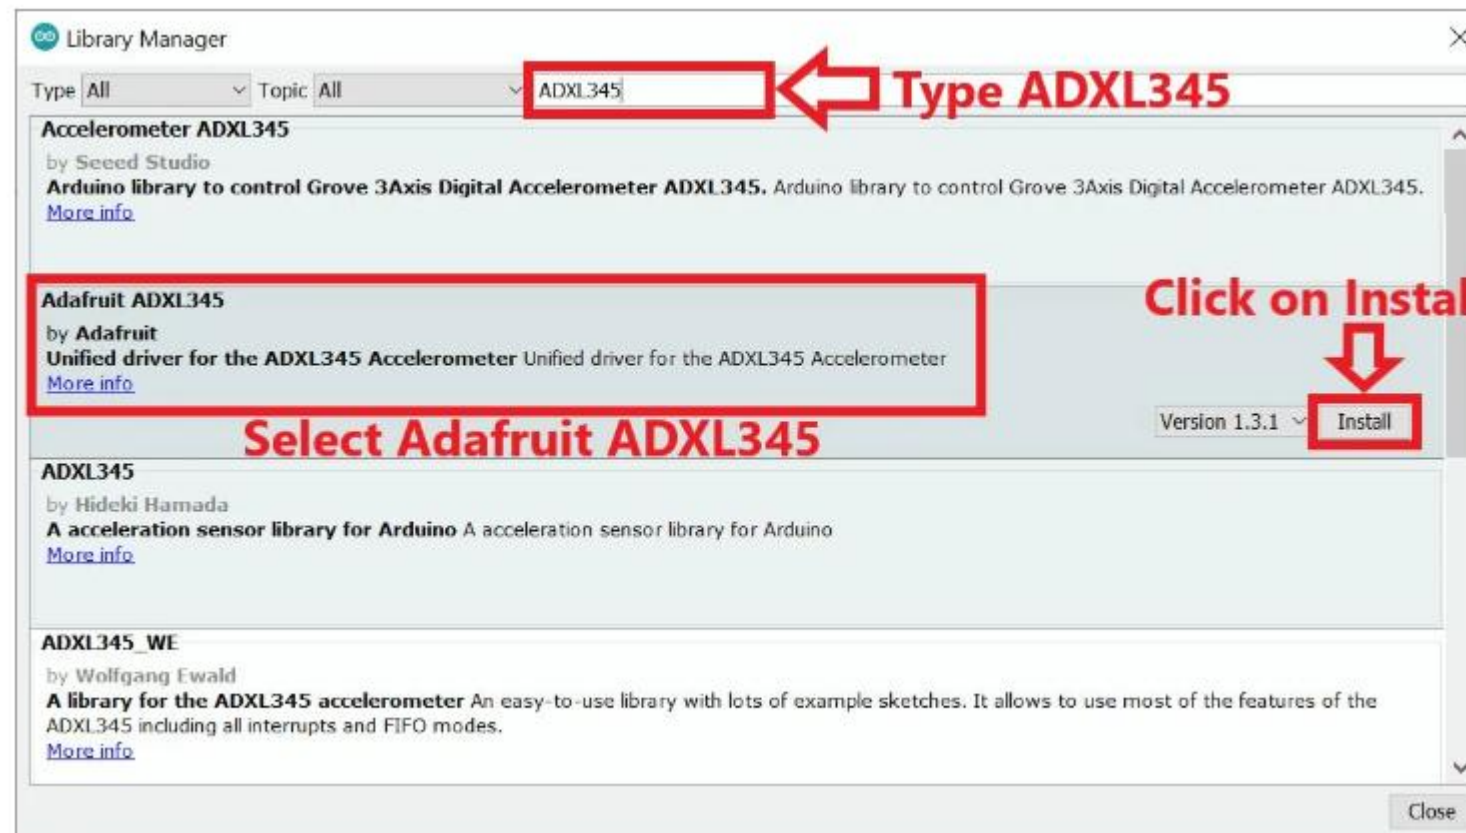 Library Manager
Type All Topic All ADXL345 Type ADXL345
Accelerometer ADXL345
by Seeed Studio
Arduino library to control Grove 3Axis Digital Accelerometer ADXL345. Arduino library to control Grove 3Axis Digital Accelerometer ADXL345.
More info
Adafruit ADXL345
by Adafruit
Unified driver for the ADXL345 Accelerometer Unified driver for the ADXL345 Accelerometer
More info
Click on Instal
Version 1.3.1 Install
Select Adafruit ADXL345
ADXL345
by Hideki Hamada
A acceleration sensor library for Arduino A acceleration sensor library for Arduino
More info
ADXL345_WE
by Wolfgang Ewald
A library for the ADXL345 accelerometer An easy-to-use library with lots of example sketches. It allows to use most of the features of the
ADXL345 including all interrupts and FIFO modes.
More info
Close